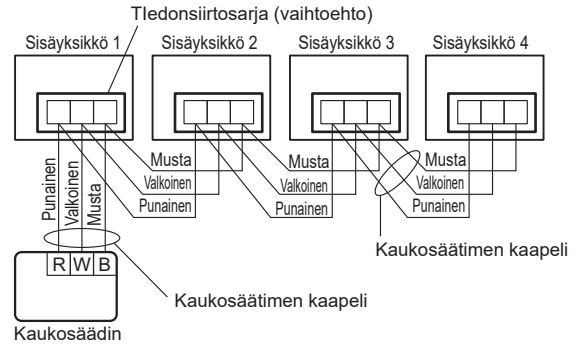 TIedonsiirtosarja (vaihtoehto)
Sisäyksikkö 1
Sisäyksikkö 2
Sisäyksikkö 3
Sisäyksikkö 4
Punainen
Valkoinen
Musta
Musta
Valkoinen
Punainen
Musta
Valkoinen
Punainen
Musta
Valkoinen
Punainen
Kaukosäätimen kaapeli
R W B
Kaukosäätimen kaapeli
Kaukosäädin